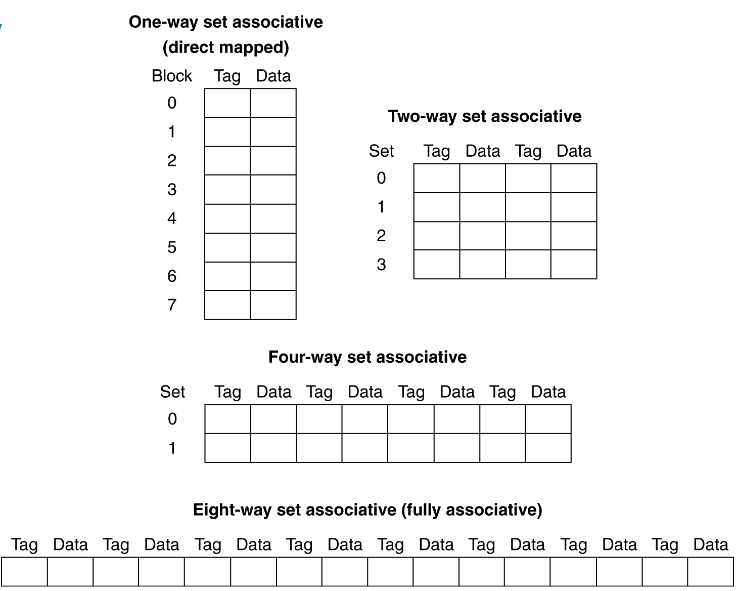 One-way set associative
(direct mapped)
Block Tag Data
0
1
2
3
4
5
6
7
Two-way set associative
Set Tag Data Tag Data
0
1
2
3
Four-way set associative
Set Tag Data Tag Data Tag Data Tag Data
0
1
Eight-way set associative (fully associative)
Tag Data Tag Data Tag Data Tag Data Tag Data Tag Data Tag Data Tag Data